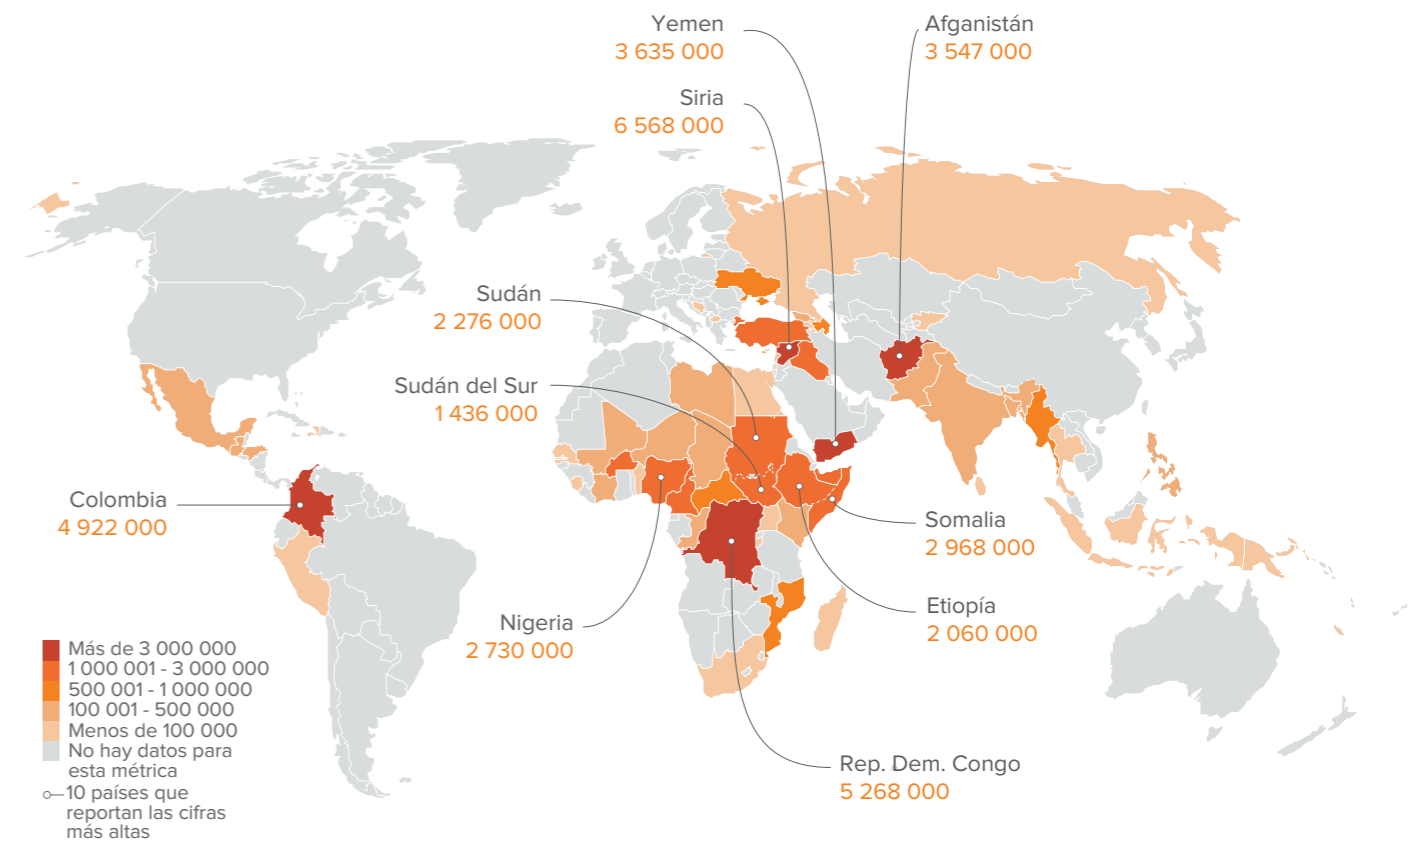 Yemen
3 635 000
Afganistán
3 547 000
Siria
6 568 000
Sudán
2 276 000
Sudán del Sur
1 436 000
Colombia
4 922 000
Somalia
2 968 000
Etiopía
2 060 000
Nigeria
2 730 000
Rep. Dem. Congo
5 268 000
Más de 3 000 000
1 000 001 - 3 000 000
500 001 - 1 000 000
100 001 - 500 000
Menos de 100 000
No hay datos para
esta métrica
10 países que
reportan las cifras
más altas